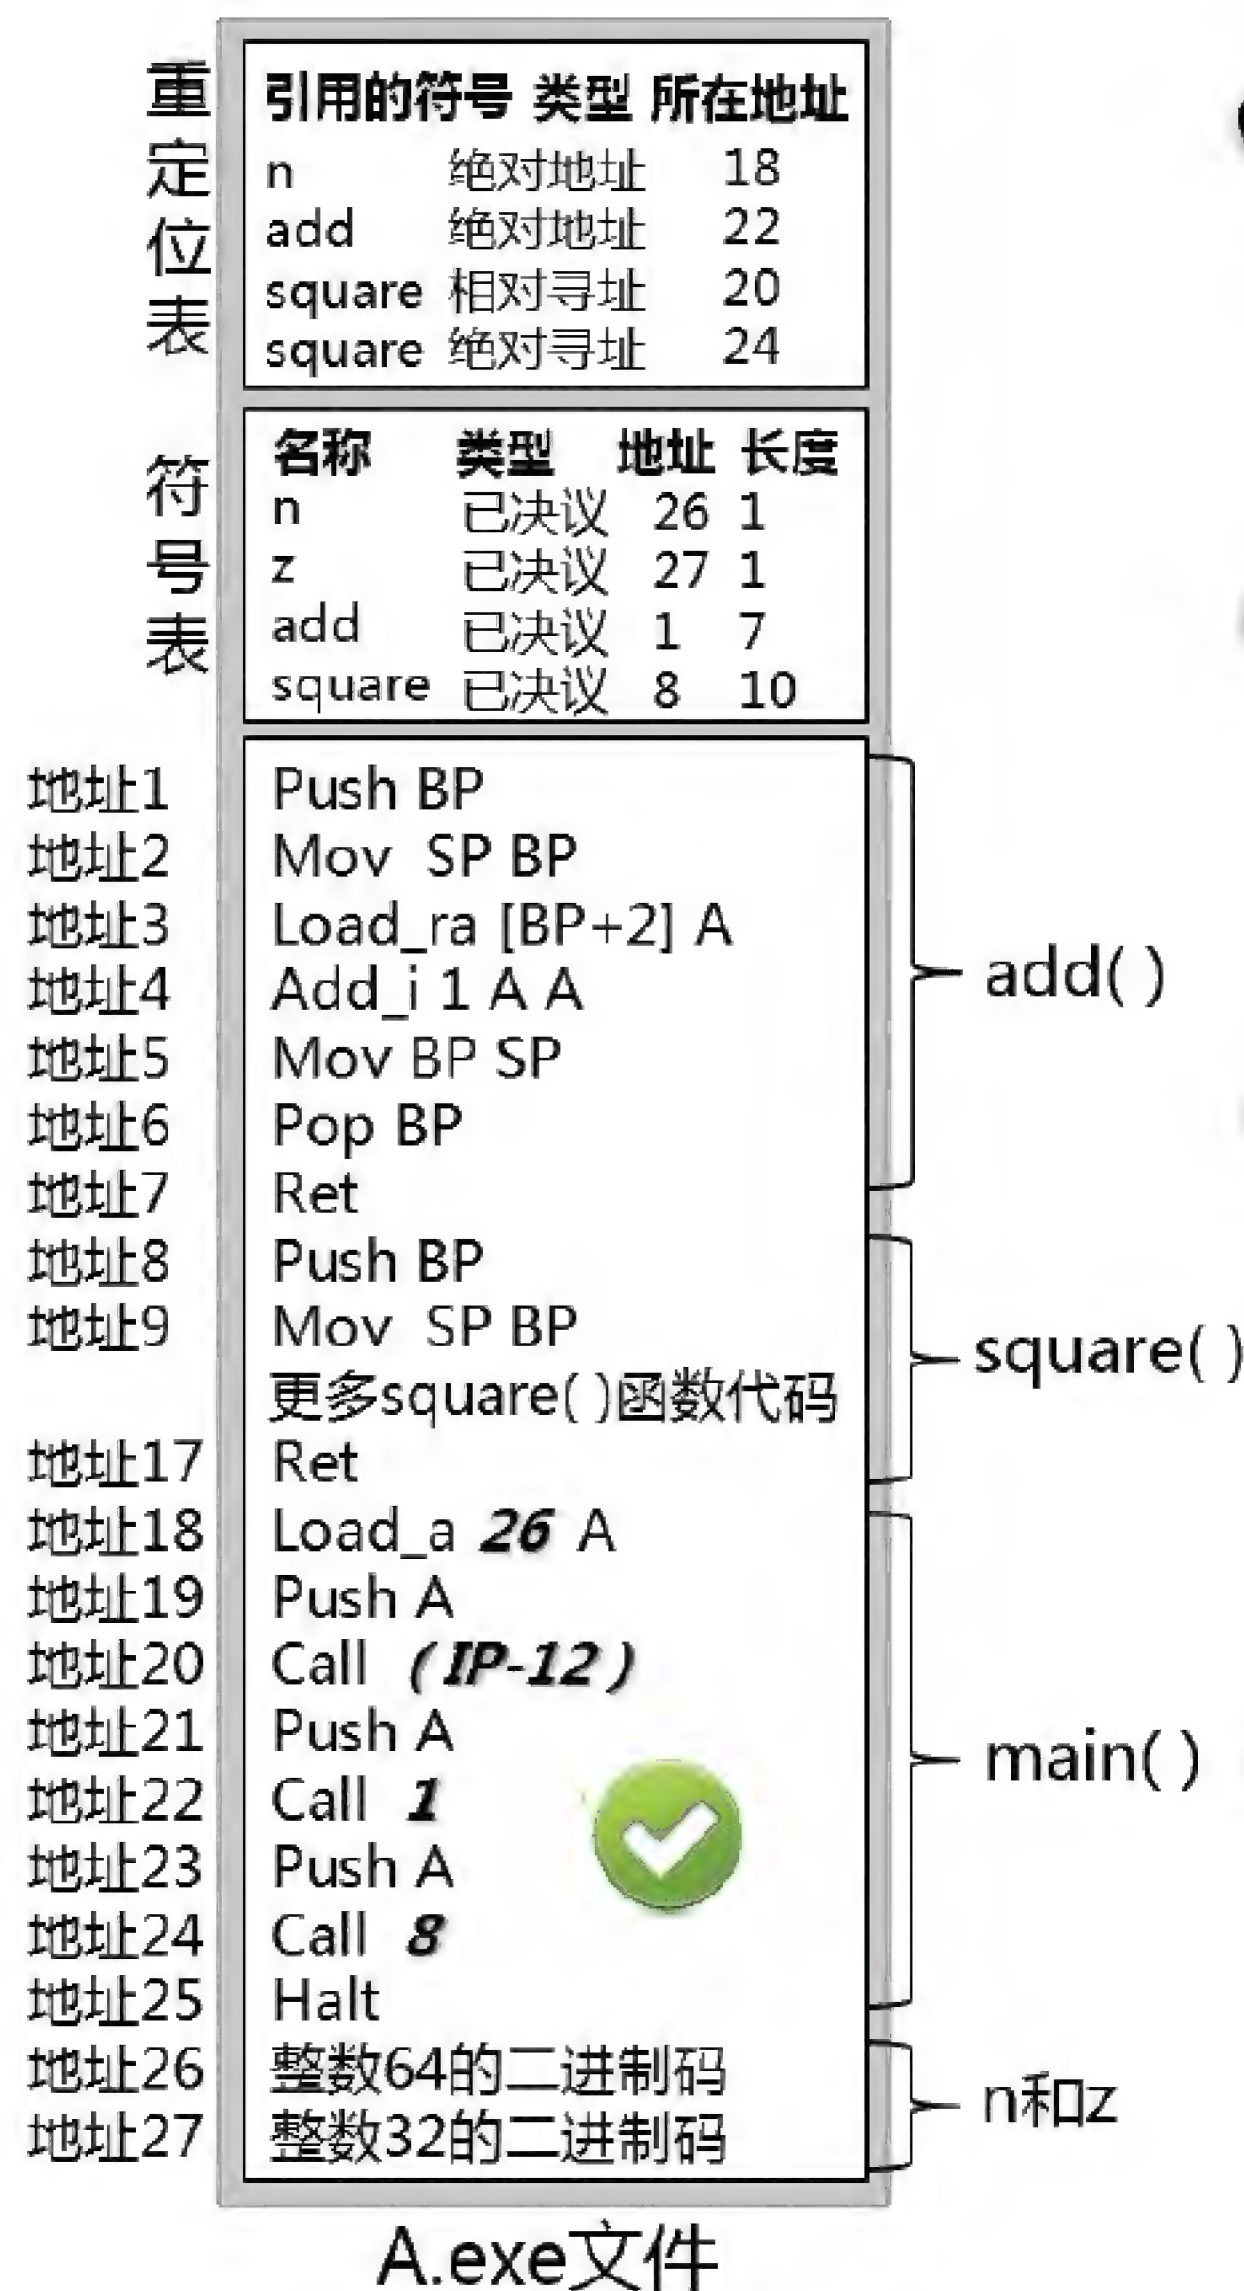 重定位表
引用的符号 类型 所在地址
n 绝对地址 18
add 绝对地址 22
square 相对寻址 20
square 绝对寻址 24
符号表
名称 类型 地址 长度
n 已决议 26 1
z 已决议 27 1
add 已决议 1 7
square 已决议 8 10
地址1 Push BP
地址2 Mov SP BP
地址3 Load_ra [BP+2] A
地址4 Add_i 1 A A
地址5 Mov BP SP
地址6 Pop BP
地址7 Ret
add( )
地址8 Push BP
地址9 Mov SP BP
更多square( )函数代码
地址17 Ret
square( )
地址18 Load_a 26 A
地址19 Push A
地址20 Call (IP-12)
地址21 Push A
地址22 Call 1
地址23 Push A
地址24 Call 8
地址25 Halt
main( )
地址26 整数64的二进制码
地址27 整数32的二进制码
n和z
A.exe文件